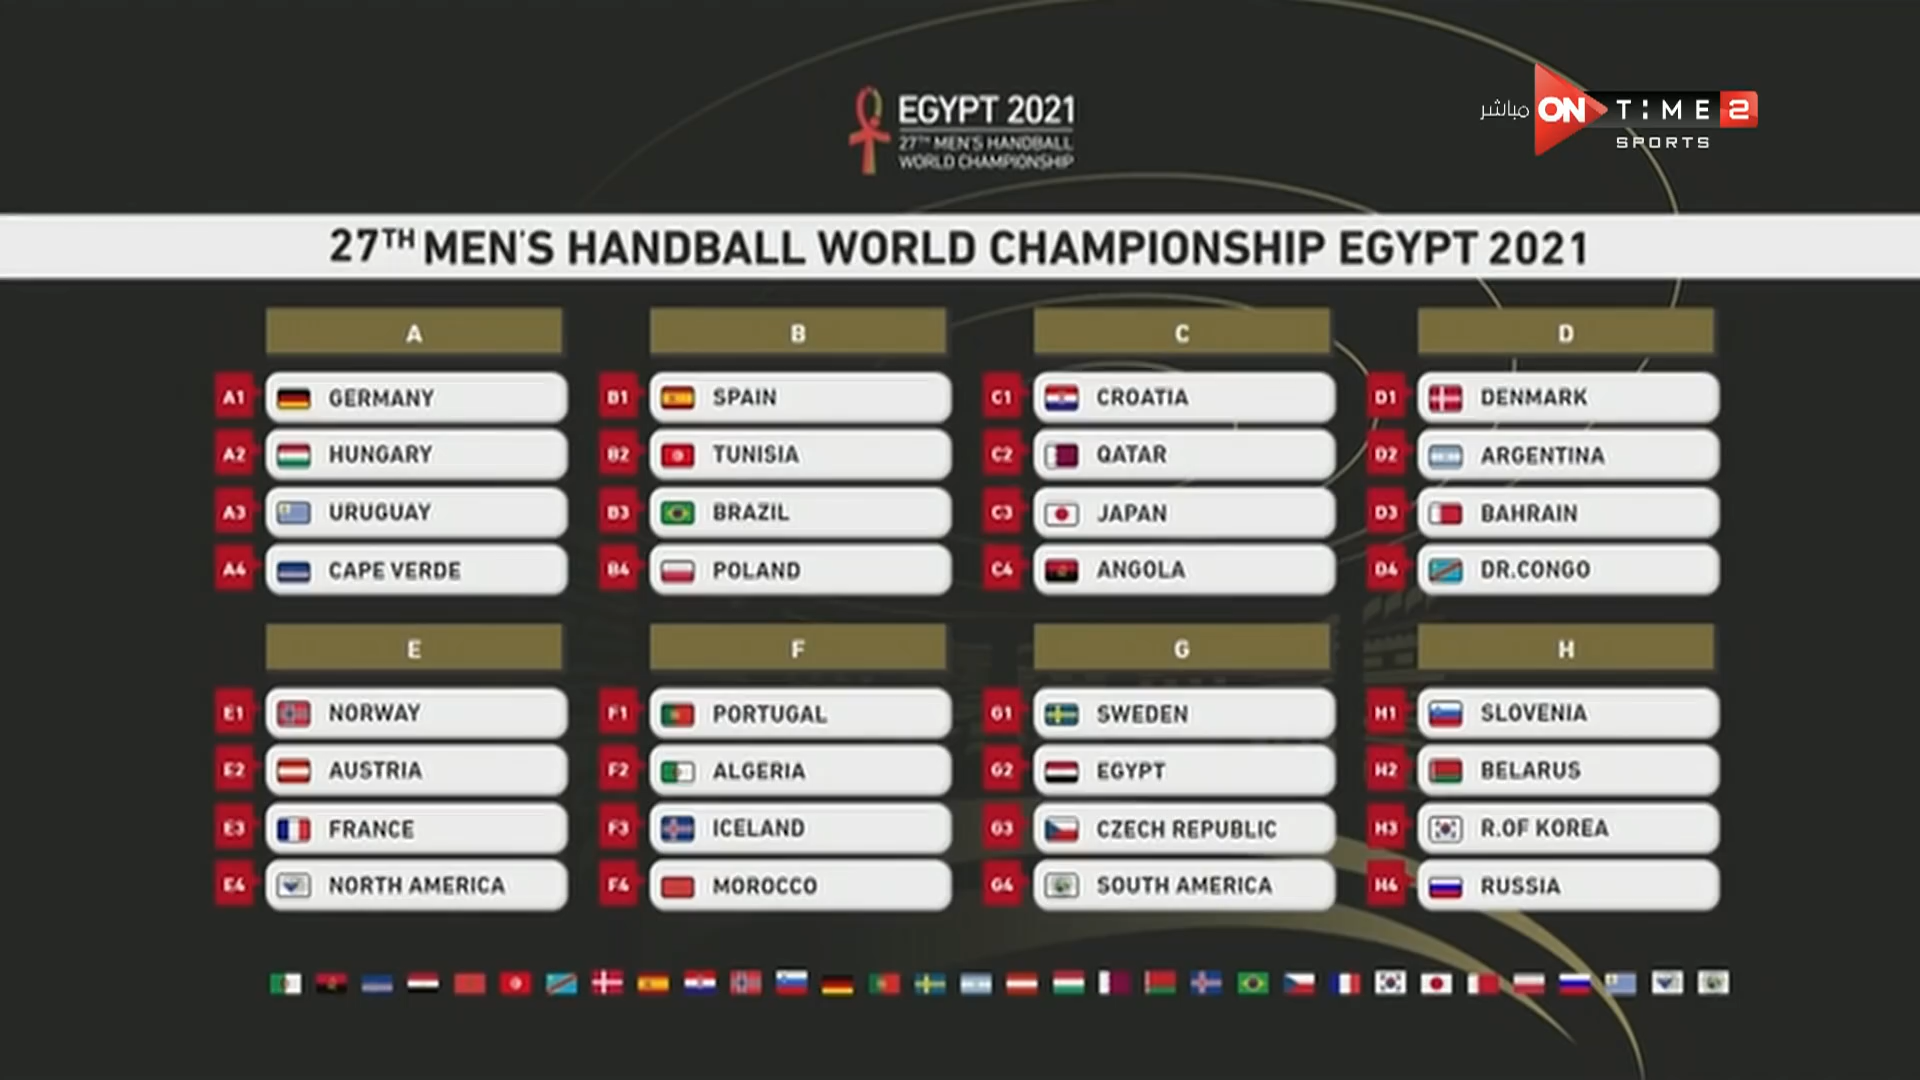 EGYPT 2021
27TH MEN'S HANDBALL
WORLD CHAMPIONSHIP
مباشر ON TIME 2
SPORTS
27TH MEN'S HANDBALL WORLD CHAMPIONSHIP EGYPT 2021
A
A1 GERMANY
A2 HUNGARY
A3 URUGUAY
A4 CAPE VERDE
B
B1 SPAIN
B2 TUNISIA
B3 BRAZIL
B4 POLAND
C
C1 CROATIA
C2 QATAR
C3 JAPAN
C4 ANGOLA
D
D1 DENMARK
D2 ARGENTINA
D3 BAHRAIN
D4 DR.CONGO
E
E1 NORWAY
E2 AUSTRIA
E3 FRANCE
E4 NORTH AMERICA
F
F1 PORTUGAL
F2 ALGERIA
F3 ICELAND
F4 MOROCCO
G
G1 SWEDEN
G2 EGYPT
G3 CZECH REPUBLIC
G4 SOUTH AMERICA
H
H1 SLOVENIA
H2 BELARUS
H3 R.OF KOREA
H4 RUSSIA